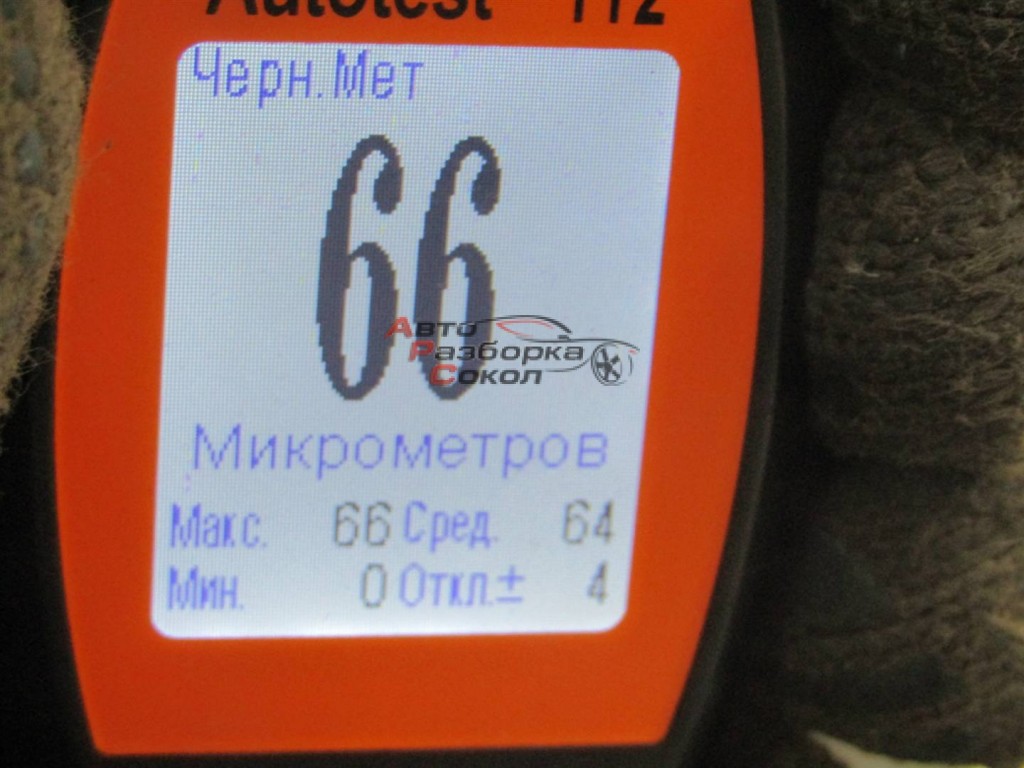 Autotest 112
Черн.Мет
66
Авто
Разборка
Сокол
Микрометров
Макс. 66 Сред. 64
Мин. 0 Откл.± 4